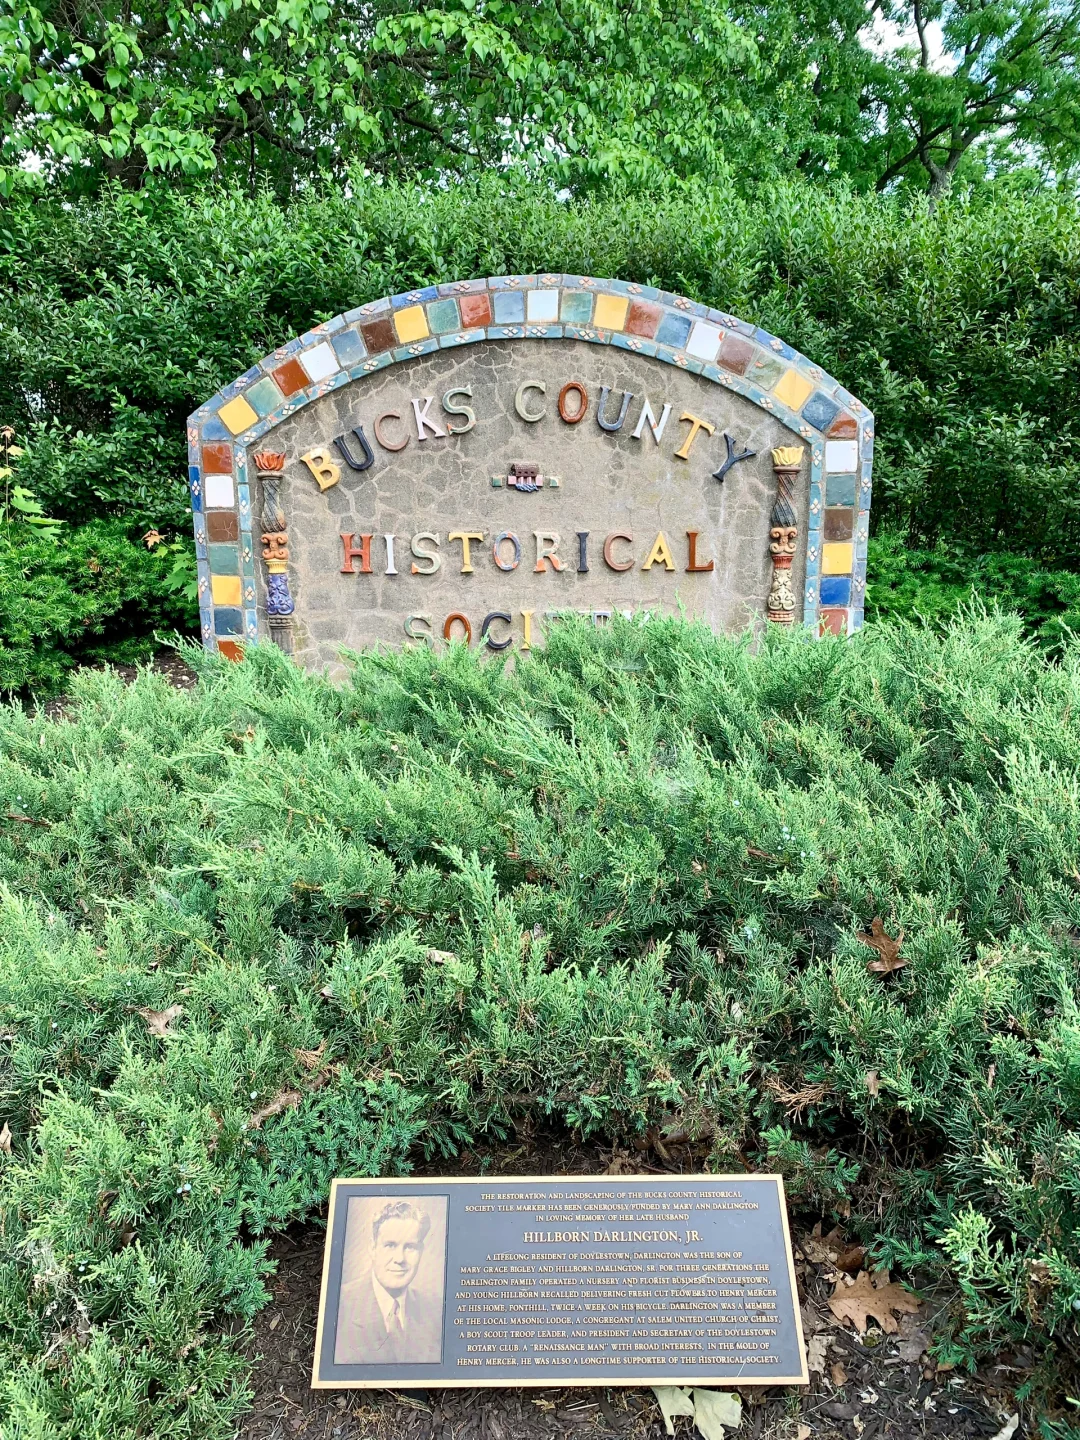 BUCKS COUNTY
HISTORICAL
SOCIETY
THE RESTORATION AND LANDSCAPING OF THE BUCKS COUNTY HISTORICAL
SOCIETY TILE MARKER HAS BEEN GENEROUSLY FUNDED BY MARY ANN DARLINGTON
IN LOVING MEMORY OF HER LATE HUSBAND
HILLBORN DARLINGTON, JR.
A LIFELONG RESIDENT OF DOYLESTOWN, DARLINGTON WAS THE SON OF
MARY GRACE BIGLEY AND HILLBORN DARLINGTON, SR. FOR THREE GENERATIONS THE
DARLINGTON FAMILY OPERATED A NURSERY AND FLORIST BUSINESS IN DOYLESTOWN,
AND YOUNG HILLBORN RECALLED DELIVERING FRESH CUT FLOWERS TO HENRY MERCER
AT HIS HOME, FONTHILL, TWICE A WEEK ON HIS BICYCLE. DARLINGTON WAS A MEMBER
OF THE LOCAL MASONIC LODGE, A CONGREGANT AT SALEM UNITED CHURCH OF CHRIST,
A BOY SCOUT TROOP LEADER, AND PRESIDENT AND SECRETARY OF THE DOYLESTOWN
ROTARY CLUB. A "RENAISSANCE MAN" WITH BROAD INTERESTS, IN THE MOLD OF
HENRY MERCER, HE WAS ALSO A LONGTIME SUPPORTER OF THE HISTORICAL SOCIETY